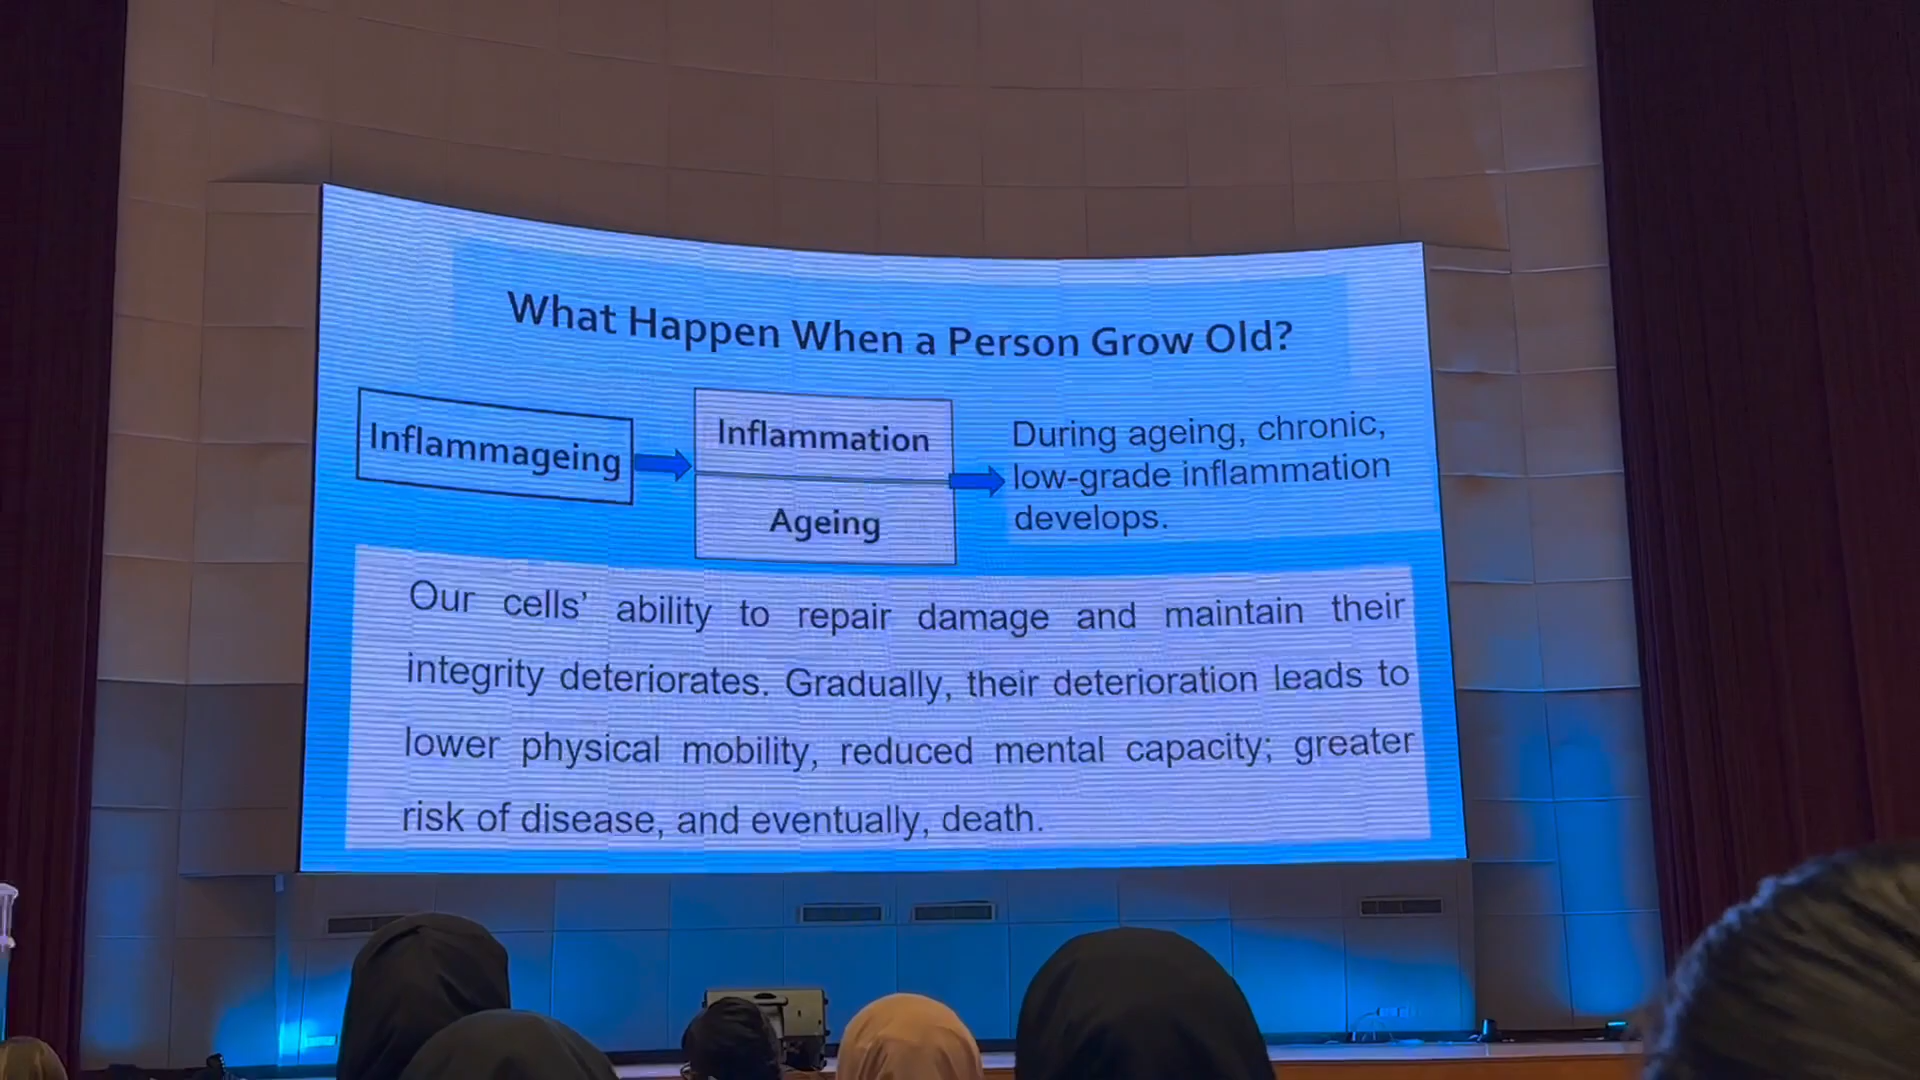 What Happen When a Person Grow Old?
Inflammageing
Inflammation
Ageing
During ageing, chronic,
low-grade inflammation
develops.
Our cells’ ability to repair damage and maintain their
integrity deteriorates. Gradually, their deterioration leads to
lower physical mobility, reduced mental capacity; greater
risk of disease, and eventually, death.